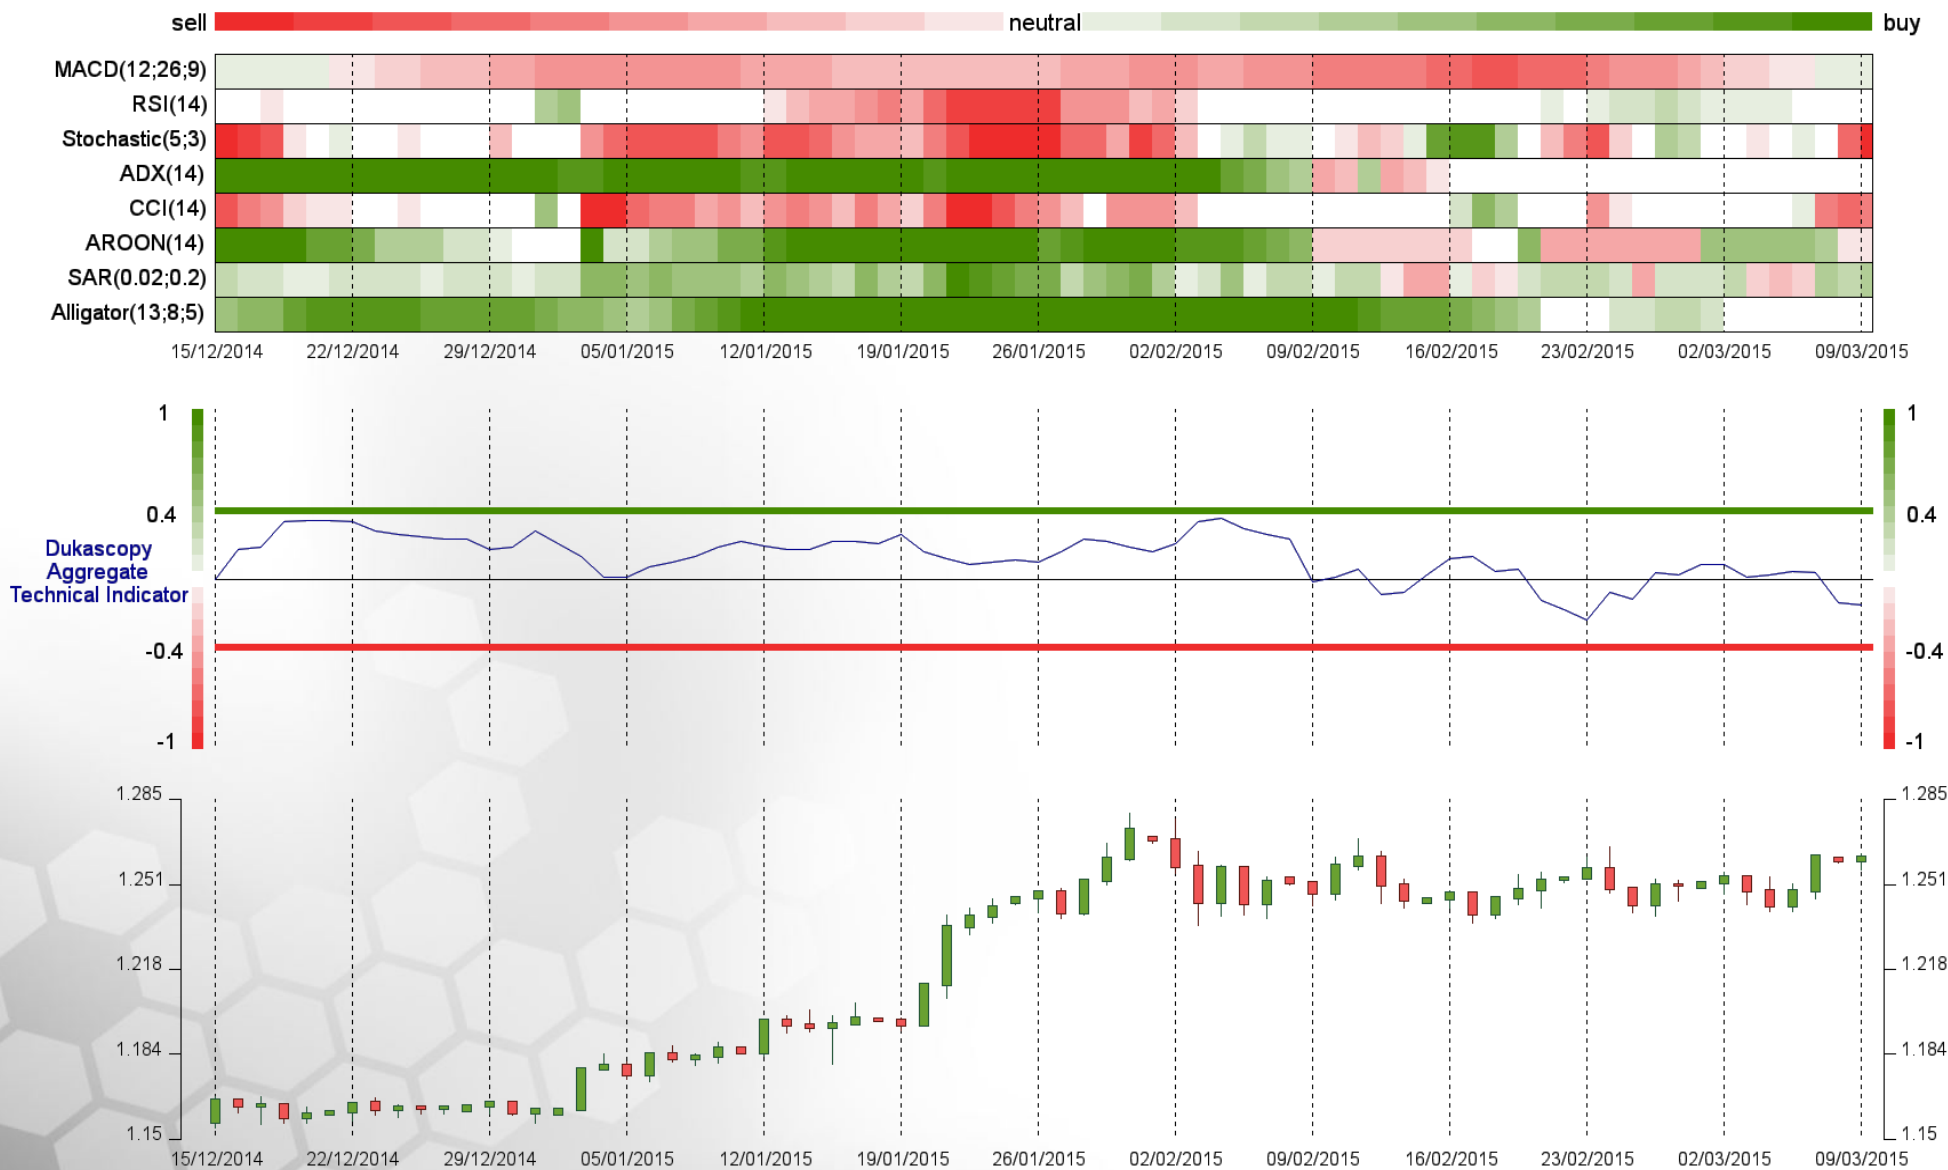 sell neutral buy
MACD(12;26;9)
RSI(14)
Stochastic(5;3)
ADX(14)
CCI(14)
AROON(14)
SAR(0.02;0.2)
Alligator(13;8;5)
15/12/2014 22/12/2014 29/12/2014 05/01/2015 12/01/2015 19/01/2015 26/01/2015 02/02/2015 09/02/2015 16/02/2015 23/02/2015 02/03/2015 09/03/2015
1 1
0.4 0.4
Dukascopy
Aggregate
Technical Indicator
-0.4 -0.4
-1 -1
1.285 1.285
1.251 1.251
1.218 1.218
1.184 1.184
1.15 1.15
15/12/2014 22/12/2014 29/12/2014 05/01/2015 12/01/2015 19/01/2015 26/01/2015 02/02/2015 09/02/2015 16/02/2015 23/02/2015 02/03/2015 09/03/2015